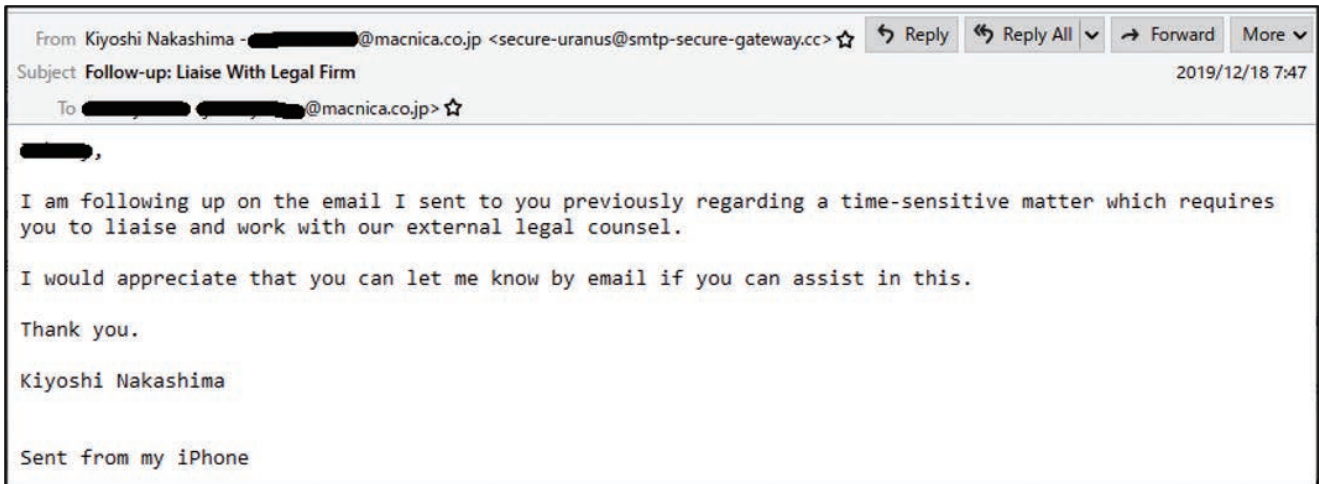 From Kiyoshi Nakashima - @macnica.co.jp <secure-uranus@smtp-secure-gateway.cc> Reply Reply All Forward More
Subject Follow-up: Liaise With Legal Firm 2019/12/18 7:47
To @macnica.co.jp>
,
I am following up on the email I sent to you previously regarding a time-sensitive matter which requires
you to liaise and work with our external legal counsel.
I would appreciate that you can let me know by email if you can assist in this.
Thank you.
Kiyoshi Nakashima
Sent from my iPhone